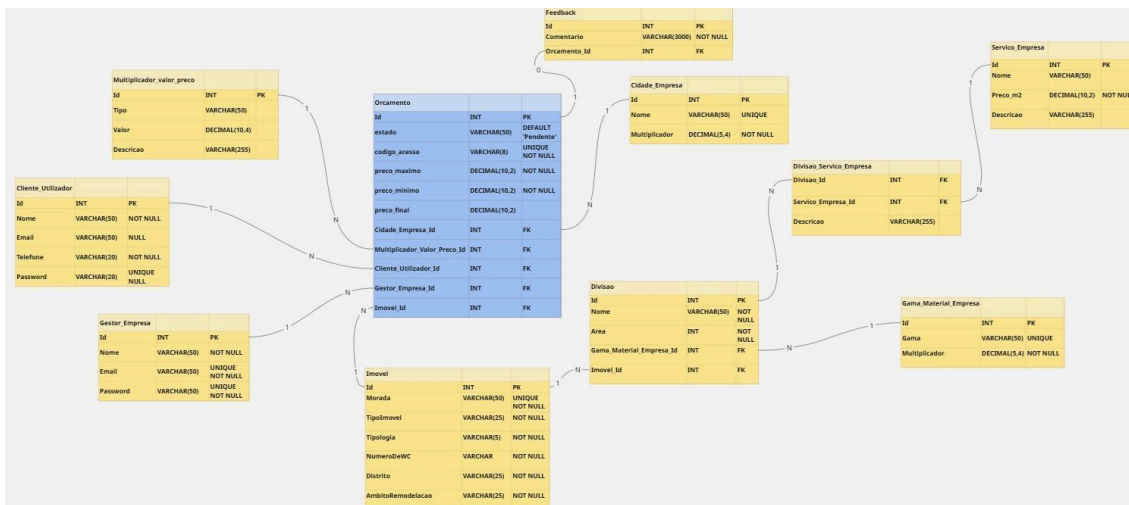 Feedback
Id INT PK
Comentario VARCHAR(3000) NOT NULL
Orcamento_Id INT FK
Servico_Empresa
Id INT PK
Nome VARCHAR(50)
Preco_m2 DECIMAL(10,2)
Descricao VARCHAR(255)
Multiplicador_valor_preco
Id INT PK
Tipo VARCHAR(50)
Valor DECIMAL(10,4)
Descricao VARCHAR(255)
Cidade_Empresa
Id INT PK
Nome VARCHAR(50) UNIQUE
Multiplicador DECIMAL(5,4) NOT NULL
Orcamento
Id INT PK
estado VARCHAR(50) DEFAULT 'Pendente'
codigo_acesso VARCHAR(8) UNIQUE NOT NULL
preco_maximo DECIMAL(10,2) NOT NULL
preco_minimo DECIMAL(10,2) NOT NULL
preco_final DECIMAL(10,2)
Cidade_Empresa_Id INT FK
Multiplicador_Valor_Preco_Id INT FK
Cliente_Utilizador_Id INT FK
Gestor_Empresa_Id INT FK
Imovel_Id INT FK
Divisao_Servico_Empresa
Divisao_Id INT FK
Servico_Empresa_Id INT FK
Descricao VARCHAR(255)
Cliente_Utilizador
Id INT PK
Nome VARCHAR(50) NOT NULL
Email VARCHAR(50) NULL
Telefone VARCHAR(20) NOT NULL
Password VARCHAR(20) UNIQUE NULL
Divisao
Id INT PK
Nome VARCHAR(50) NOT NULL
Area INT NOT NULL
Gama_Material_Empresa_Id INT FK
Imovel_Id INT FK
Gama_Material_Empresa
Id INT PK
Gama VARCHAR(50) UNIQUE
Multiplicador DECIMAL(5,4) NOT NULL
Gestor_Empresa
Id INT PK
Nome VARCHAR(50) NOT NULL
Email VARCHAR(50) UNIQUE NOT NULL
Password VARCHAR(50) UNIQUE NOT NULL
Imovel
Id INT PK
Morada VARCHAR(50) UNIQUE NOT NULL
TipoImovel VARCHAR(25) NOT NULL
Tipologia VARCHAR(5) NOT NULL
NumeroDeWC VARCHAR NOT NULL
Distrito VARCHAR(25) NOT NULL
AmbitoRemodelacao VARCHAR(25) NOT NULL
0
1
1
N
1
N
1
N
1
N
1
N
1
N
N
1
1
N
N
1